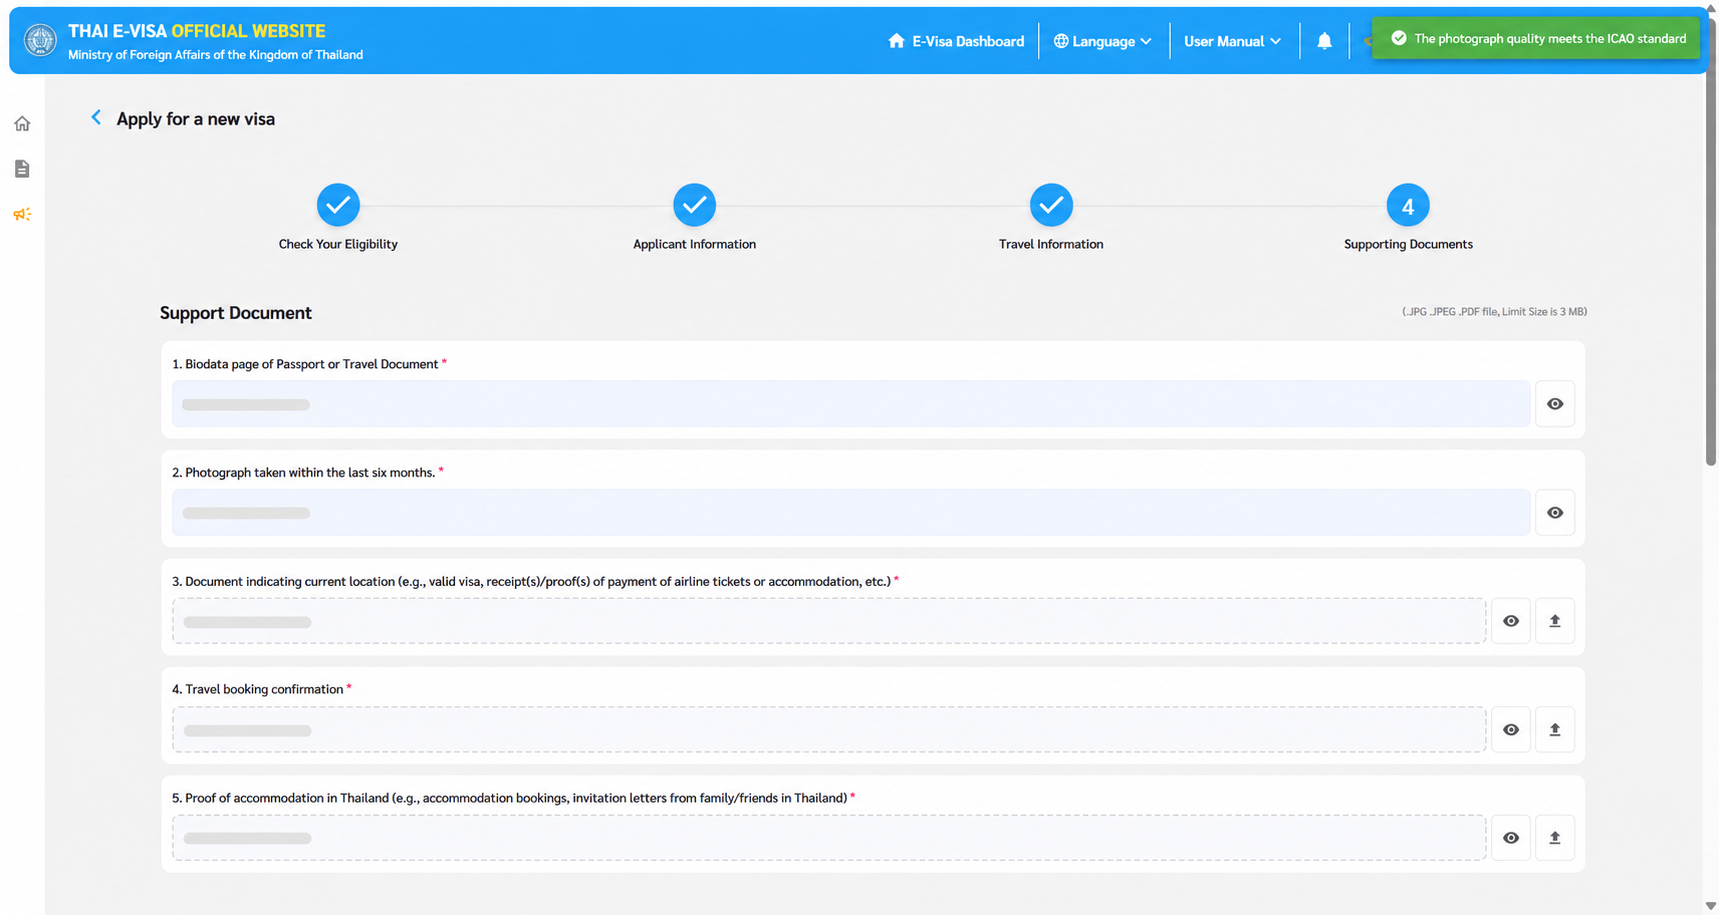 THAI E-VISA OFFICIAL WEBSITE
Ministry of Foreign Affairs of the Kingdom of Thailand
E-Visa Dashboard
Language
User Manual
The photograph quality meets the ICAO standard
Apply for a new visa
Check Your Eligibility
Applicant Information
Travel Information
4
Supporting Documents
Support Document
(.JPG .JPEG .PDF file, Limit Size is 3 MB)
1. Biodata page of Passport or Travel Document *
2. Photograph taken within the last six months. *
3. Document indicating current location (e.g., valid visa, receipt(s)/proof(s) of payment of airline tickets or accommodation, etc.) *
4. Travel booking confirmation *
5. Proof of accommodation in Thailand (e.g., accommodation bookings, invitation letters from family/friends in Thailand) *